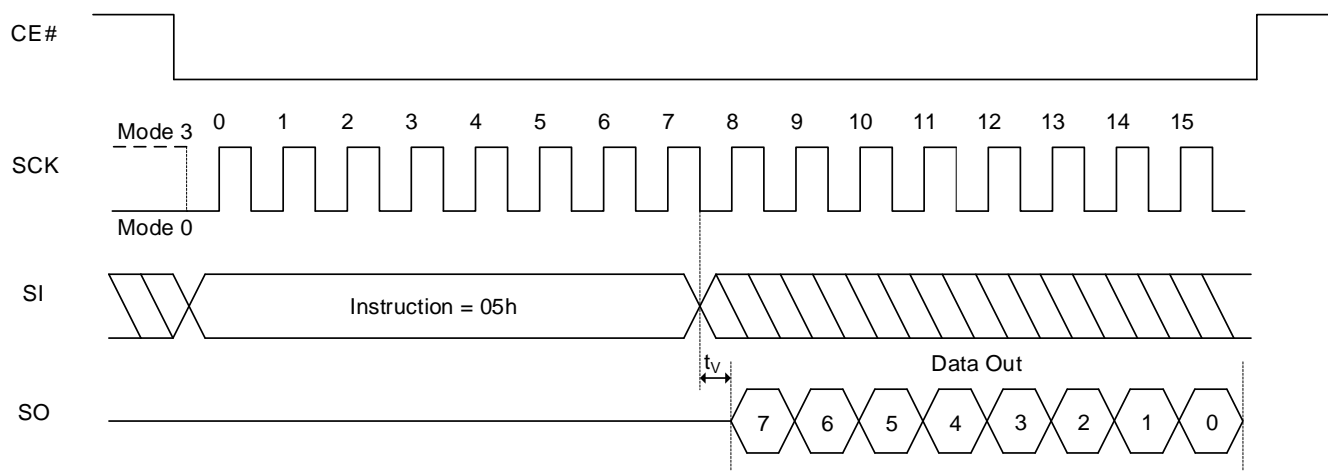 CE#
0 1 2 3 4 5 6 7 8 9 10 11 12 13 14 15
Mode 3
SCK
Mode 0
SI
Instruction = 05h
tV
Data Out
SO
7 6 5 4 3 2 1 0